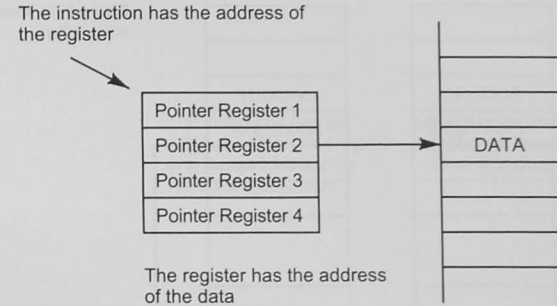 The instruction has the address of
the register
Pointer Register 1
Pointer Register 2
DATA
Pointer Register 3
Pointer Register 4
The register has the address
of the data